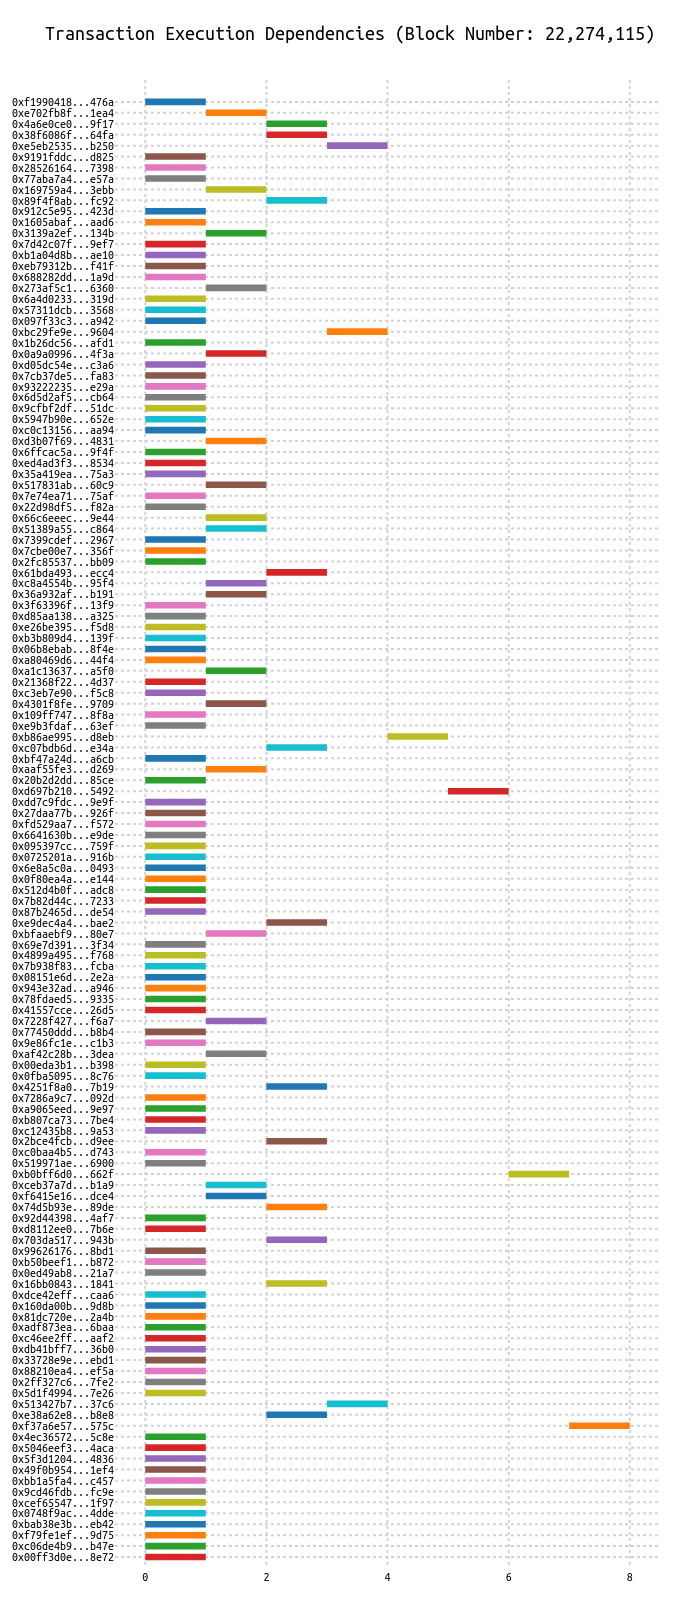 Transaction Execution Dependencies (Block Number: 22,274,115)
0xf1990418...476a
0xe702fb8f...1ea4
0x4a6e0ce0...9f17
0x38f6086f...64fa
0xe5eb2535...b250
0x9191fddc...d825
0x28526164...7398
0x77aba7a4...e57a
0x169759a4...3ebb
0x89f4f8ab...fc92
0x912c5e95...423d
0x1605abaf...aad6
0x3139a2ef...134b
0x7d42c07f...9ef7
0xb1a04d8b...ae10
0xeb79312b...f41f
0x688282dd...1a9d
0x273af5c1...6360
0x6a4d0233...319d
0x57311dcb...3568
0x097f33c3...a942
0xbc29fe9e...9604
0x1b26dc56...afd1
0x0a9a0996...4f3a
0xd05dc54e...c3a6
0x7cb37de5...fa83
0x93222235...e29a
0x6d5d2af5...cb64
0x9cfbf2df...51dc
0x5947b90e...652e
0xc0c13156...aa94
0xd3b07f69...4831
0x6ffcac5a...9f4f
0xed4ad3f3...8534
0x35a419ea...75a3
0x517831ab...60c9
0x7e74ea71...75af
0x22d98df5...f82a
0x66c6eeec...9e44
0x51389a55...c864
0x7399cdef...2967
0x7cbe00e7...356f
0x2fc85537...bb09
0x61bda493...ecc4
0xc8a4554b...95f4
0x36a932af...b191
0x3f63396f...13f9
0xd85aa138...a325
0xe26be395...f5d8
0xb3b809d4...139f
0x06b8ebab...8f4e
0xa80469d6...44f4
0xa1c13637...a5f0
0x21368f22...4d37
0xc3eb7e90...f5c8
0x4301f8fe...9709
0x109ff747...8f8a
0xe9b3fdaf...63ef
0xb86ae995...d8eb
0xc07bdb6d...e34a
0xbf47a24d...a6cb
0xaaf55fe3...d269
0x20b2d2dd...85ce
0xd697b210...5492
0xdd7c9fdc...9e9f
0x27daa77b...926f
0xfd529aa7...f572
0x6641630b...e9de
0x095397cc...759f
0x0725201a...916b
0x6e8a5c0a...0493
0x0f80ea4a...e144
0x512d4b0f...adc8
0x7b82d44c...7233
0x87b2465d...de54
0xe9dec4a4...bae2
0xbfaaebf9...80e7
0x69e7d391...3f34
0x4899a495...f768
0x7b938f83...fcba
0x08151e6d...2e2a
0x943e32ad...a946
0x78fdaed5...9335
0x41557cce...26d5
0x7228f427...f6a7
0x77450ddd...b8b4
0x9e86fc1e...c1b3
0xaf42c28b...3dea
0x00eda3b1...b398
0x0fba5095...8c76
0x4251f8a0...7b19
0x7286a9c7...092d
0xa9065eed...9e97
0xb807ca73...7be4
0xc12435b8...9a53
0x2bce4fcb...d9ee
0xc0baa4b5...d743
0x519971ae...6900
0xb0bff6d0...662f
0xceb37a7d...b1a9
0xf6415e16...dce4
0x74d5b93e...89de
0x92d44398...4af7
0xd8112ee0...7b6e
0x703da517...943b
0x99626176...8bd1
0xb50beef1...b872
0x0ed49ab8...21a7
0x16bb0843...1841
0xdce42eff...caa6
0x160da00b...9d8b
0x81dc720e...2a4b
0xadf873ea...6baa
0xc46ee2ff...aaf2
0xdb41bff7...36b0
0x33728e9e...ebd1
0x88210ea4...ef5a
0x2ff327c6...7fe2
0x5d1f4994...7e26
0x513427b7...37c6
0xe38a62e8...b8e8
0xf37a6e57...575c
0x4ec36572...5c8e
0x5046eef3...4aca
0x5f3d1204...4836
0x49f0b954...1ef4
0xbb1a5fa4...c457
0x9cd46fdb...fc9e
0xcef65547...1f97
0x0748f9ac...4dde
0xbab38e3b...eb42
0xf79fe1ef...9d75
0xc06de4b9...b47e
0x00ff3d0e...8e72
0 2 4 6 8